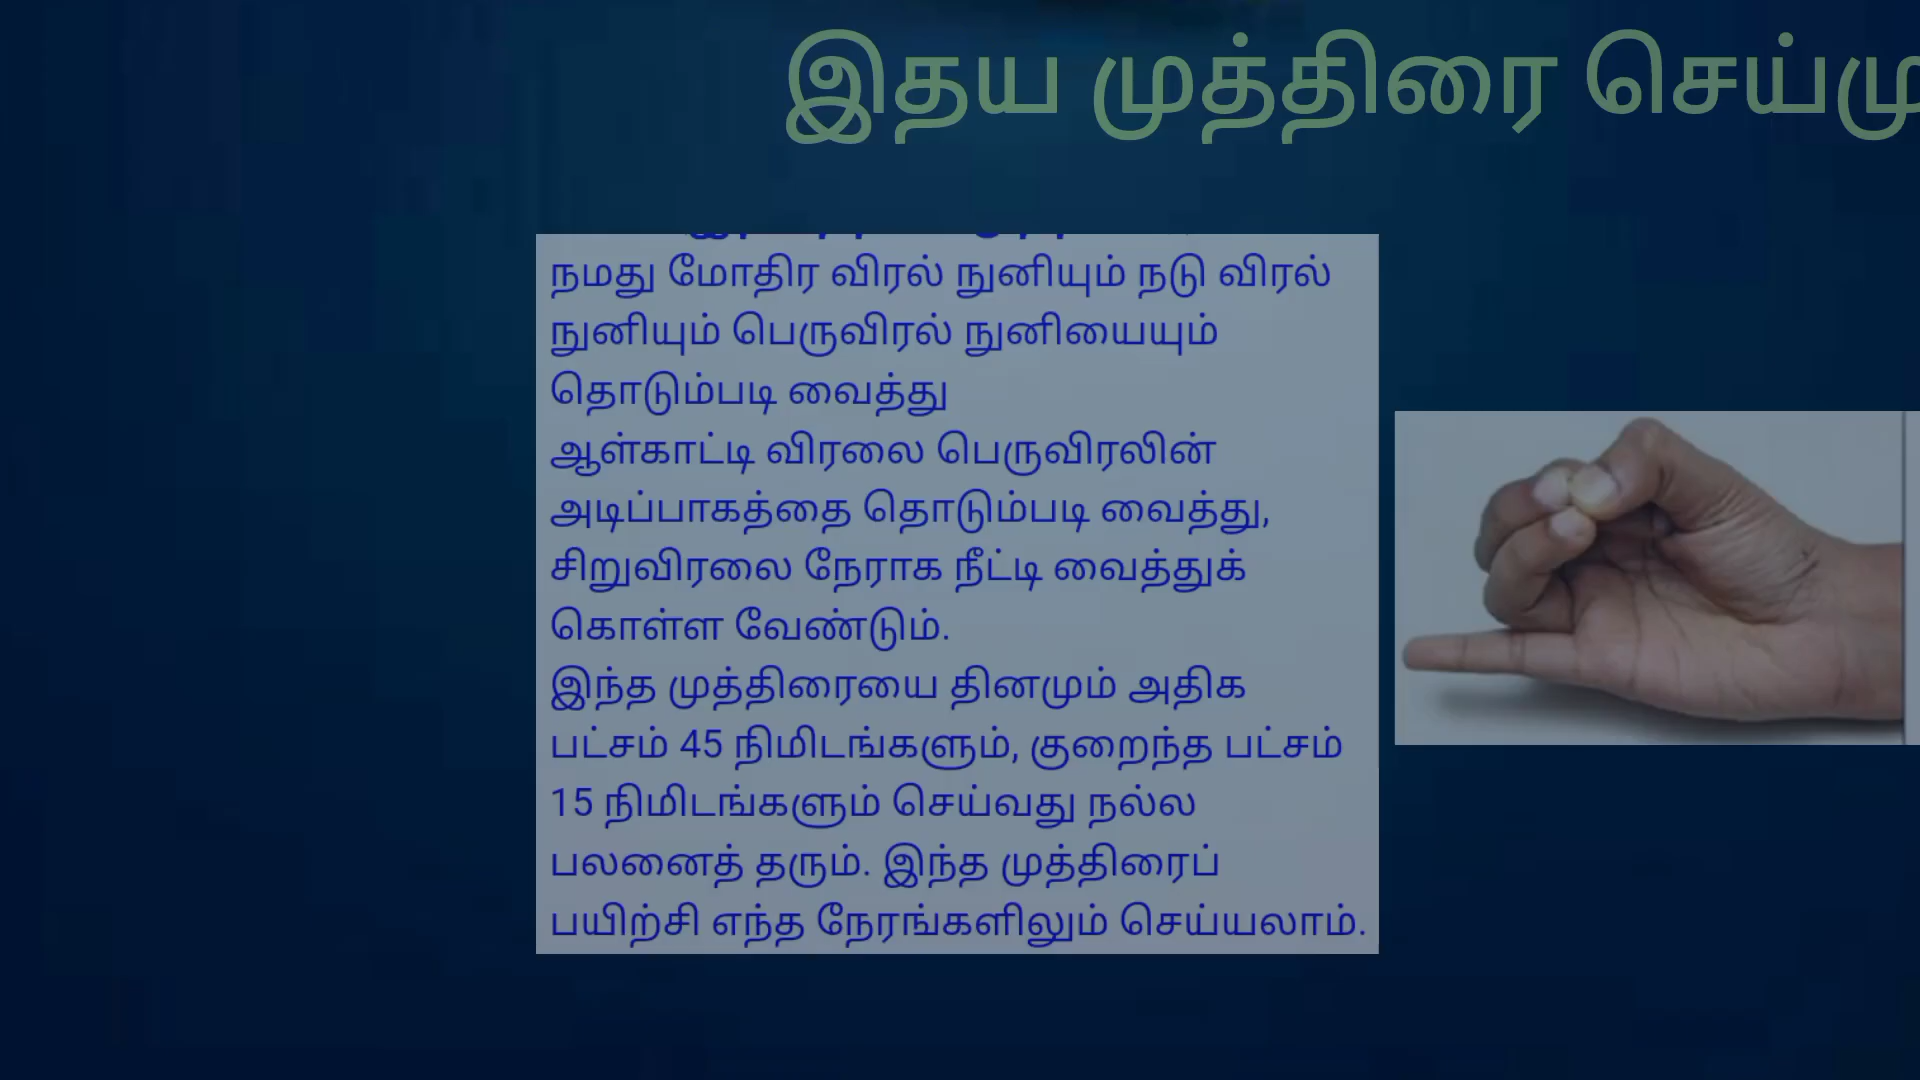 இதய முத்திரை செய்மு
நமது மோதிர விரல் நுனியும் நடு விரல்
நுனியும் பெருவிரல் நுனியையும்
தொடும்படி வைத்து
ஆள்காட்டி விரலை பெருவிரலின்
அடிப்பாகத்தை தொடும்படி வைத்து,
சிறுவிரலை நேராக நீட்டி வைத்துக்
கொள்ள வேண்டும்.
இந்த முத்திரையை தினமும் அதிக
பட்சம் 45 நிமிடங்களும், குறைந்த பட்சம்
15 நிமிடங்களும் செய்வது நல்ல
பலனைத் தரும். இந்த முத்திரைப்
பயிற்சி எந்த நேரங்களிலும் செய்யலாம்.